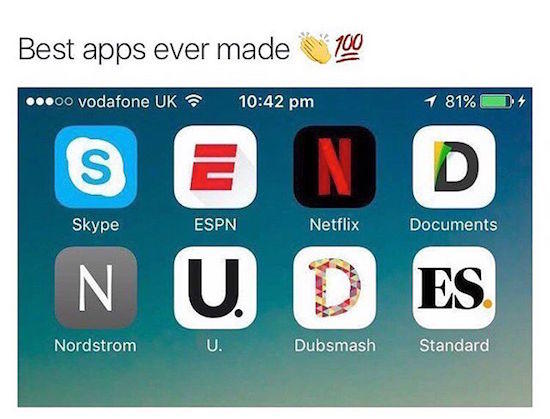 Best apps ever made 👏💯
vodafone UK 10:42 pm 81%
S E N D
Skype ESPN Netflix Documents
N U. D ES.
Nordstrom U. Dubsmash Standard